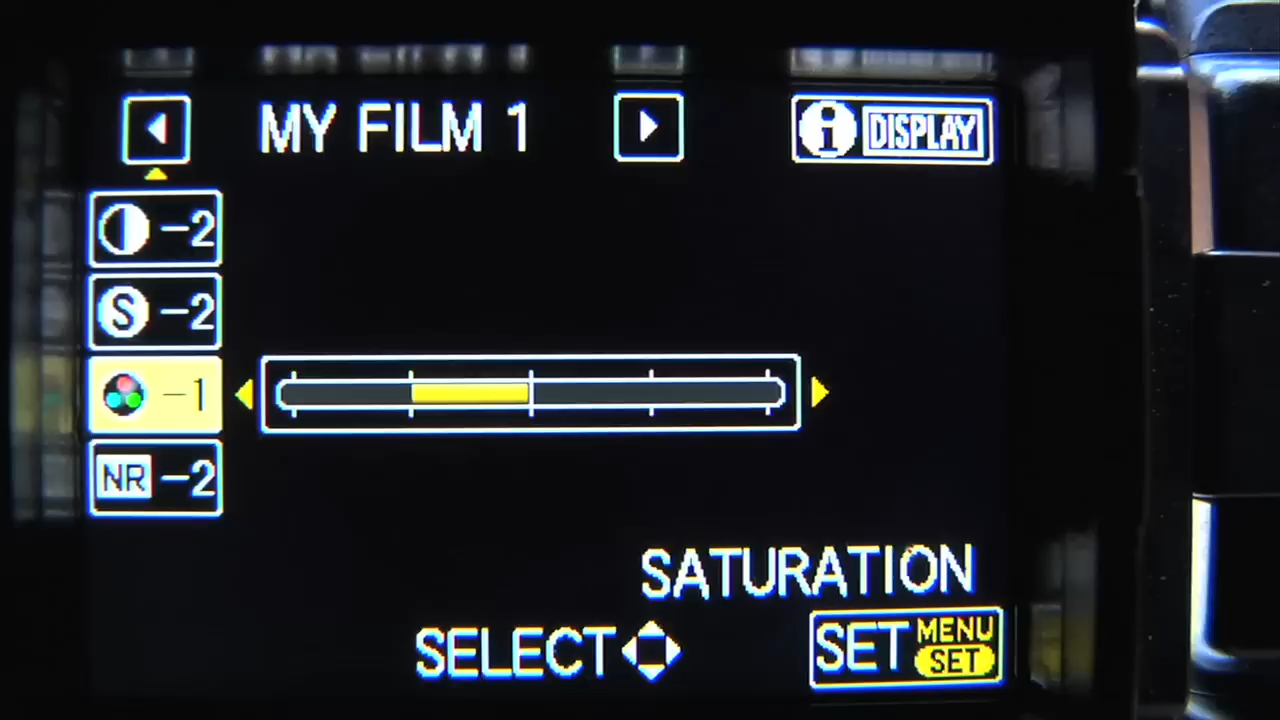 MY FILM 1
DISPLAY
-2
S -2
-1
NR -2
SATURATION
SELECT
SET MENU
SET